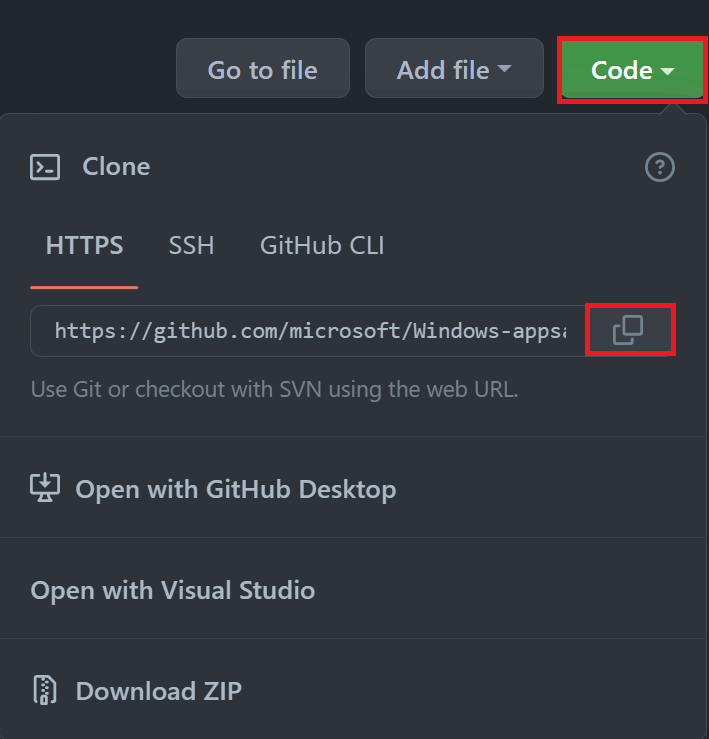 Go to file Add file Code
Clone
HTTPS SSH GitHub CLI
https://github.com/microsoft/Windows-appsa
Use Git or checkout with SVN using the web URL.
Open with GitHub Desktop
Open with Visual Studio
Download ZIP